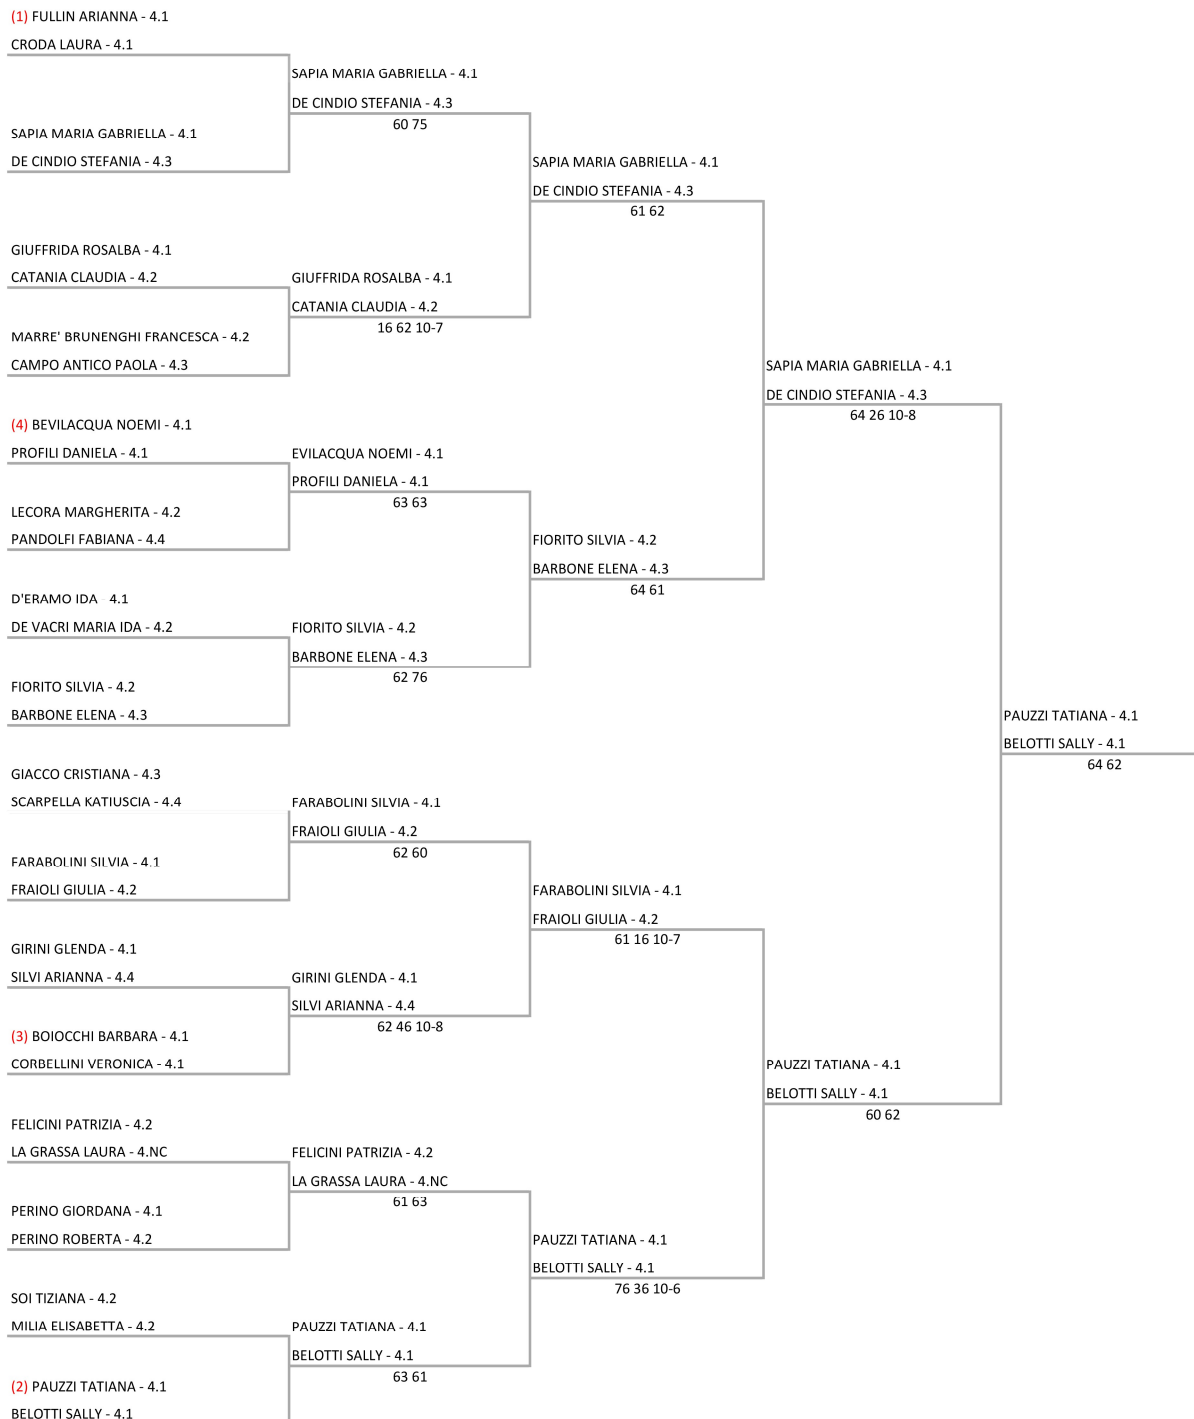 (1) FULLIN ARIANNA - 4.1
CRODA LAURA - 4.1
SAPIA MARIA GABRIELLA - 4.1
DE CINDIO STEFANIA - 4.3
60 75
SAPIA MARIA GABRIELLA - 4.1
DE CINDIO STEFANIA - 4.3
SAPIA MARIA GABRIELLA - 4.1
DE CINDIO STEFANIA - 4.3
61 62
GIUFFRIDA ROSALBA - 4.1
CATANIA CLAUDIA - 4.2
GIUFFRIDA ROSALBA - 4.1
CATANIA CLAUDIA - 4.2
16 62 10-7
MARRE' BRUNENGHI FRANCESCA - 4.2
CAMPO ANTICO PAOLA - 4.3
SAPIA MARIA GABRIELLA - 4.1
DE CINDIO STEFANIA - 4.3
64 26 10-8
(4) BEVILACQUA NOEMI - 4.1
PROFILI DANIELA - 4.1
EVILACQUA NOEMI - 4.1
PROFILI DANIELA - 4.1
63 63
LECORA MARGHERITA - 4.2
PANDOLFI FABIANA - 4.4
FIORITO SILVIA - 4.2
BARBONE ELENA - 4.3
64 61
D'ERAMO IDA 4.1
DE VACRI MARIA IDA - 4.2
FIORITO SILVIA - 4.2
BARBONE ELENA - 4.3
62 76
FIORITO SILVIA - 4.2
BARBONE ELENA - 4.3
PAUZZI TATIANA - 4.1
BELOTTI SALLY - 4.1
64 62
GIACCO CRISTIANA - 4.3
SCARPELLA KATIUSCIA - 4.4
FARABOLINI SILVIA - 4.1
FRAIOLI GIULIA - 4.2
62 60
FARABOLINI SILVIA - 4.1
FRAIOLI GIULIA - 4.2
FARABOLINI SILVIA - 4.1
FRAIOLI GIULIA - 4.2
61 16 10-7
GIRINI GLENDA - 4.1
SILVI ARIANNA - 4.4
GIRINI GLENDA - 4.1
SILVI ARIANNA - 4.4
62 46 10-8
(3) BOIOCCHI BARBARA - 4.1
CORBELLINI VERONICA - 4.1
PAUZZI TATIANA - 4.1
BELOTTI SALLY - 4.1
60 62
FELICINI PATRIZIA - 4.2
LA GRASSA LAURA - 4.NC
FELICINI PATRIZIA - 4.2
LA GRASSA LAURA - 4.NC
61 63
PERINO GIORDANA - 4.1
PERINO ROBERTA - 4.2
PAUZZI TATIANA - 4.1
BELOTTI SALLY - 4.1
76 36 10-6
SOI TIZIANA - 4.2
MILIA ELISABETTA - 4.2
PAUZZI TATIANA - 4.1
BELOTTI SALLY - 4.1
63 61
(2) PAUZZI TATIANA - 4.1
BELOTTI SALLY - 4.1